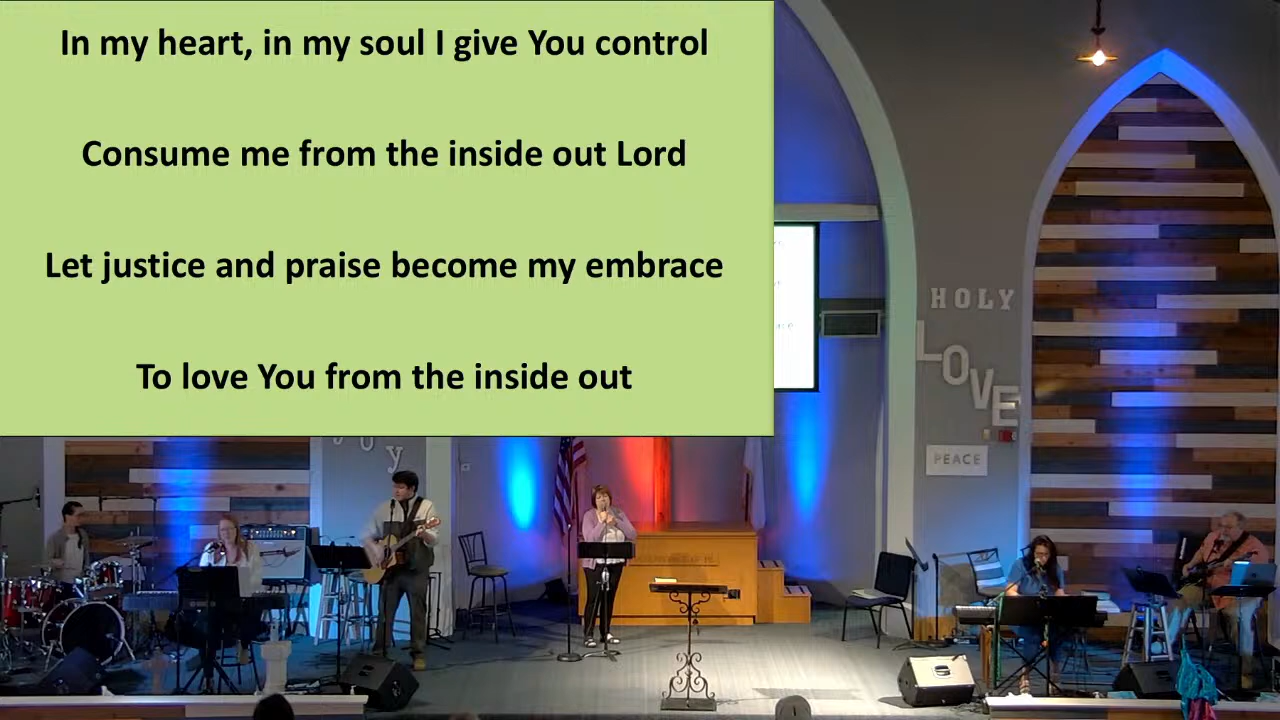 In my heart, in my soul I give You control
Consume me from the inside out Lord
Let justice and praise become my embrace
To love You from the inside out
HOLY
LOVE
PEACE